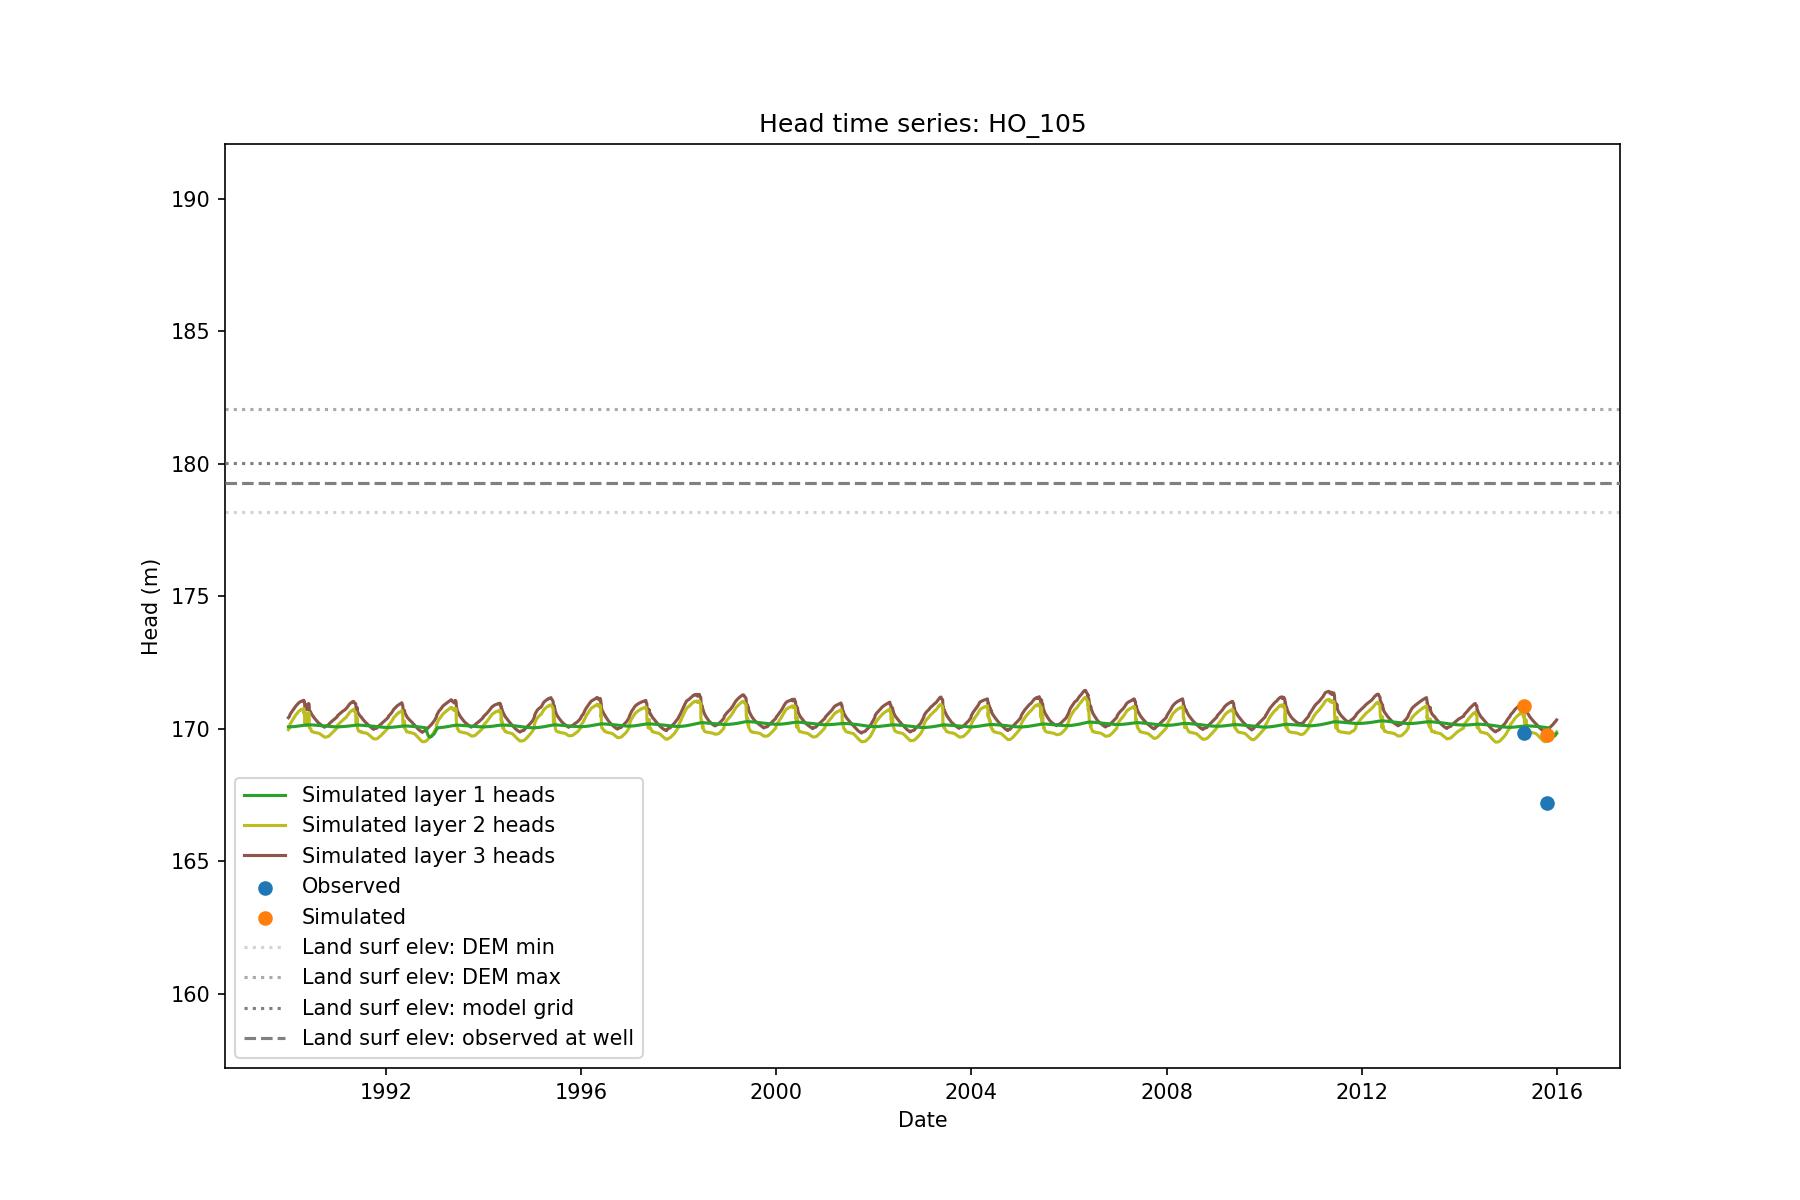 Head time series: HO_105
190
185
180
175
170
165
160
Head (m)
Simulated layer 1 heads
Simulated layer 2 heads
Simulated layer 3 heads
Observed
Simulated
Land surf elev: DEM min
Land surf elev: DEM max
Land surf elev: model grid
Land surf elev: observed at well
1992 1996 2000 2004 2008 2012 2016
Date